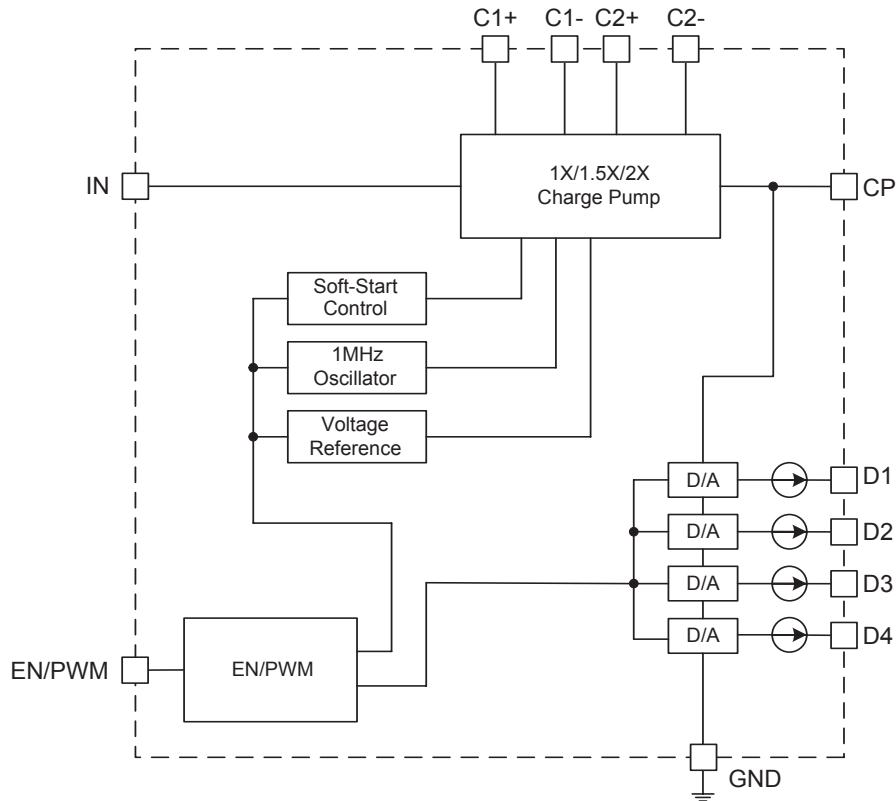 C1+ C1- C2+ C2-
1X/1.5X/2X
Charge Pump
IN
CP
Soft-Start
Control
1MHz
Oscillator
Voltage
Reference
D/A
D1
D/A
D2
D/A
D3
D/A
D4
EN/PWM
EN/PWM
GND